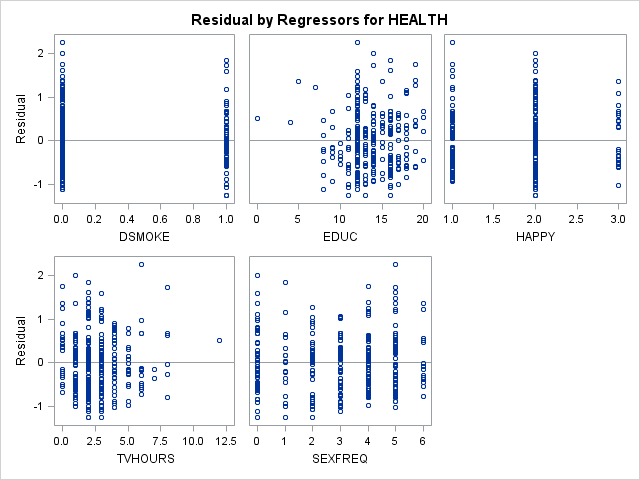 Residual by Regressors for HEALTH
Residual
2
1
0
-1
0.0 0.2 0.4 0.6 0.8 1.0
DSMOKE
0 5 10 15 20
EDUC
1.0 1.5 2.0 2.5 3.0
HAPPY
Residual
2
1
0
-1
0.0 2.5 5.0 7.5 10.0 12.5
TVHOURS
0 1 2 3 4 5 6
SEXFREQ